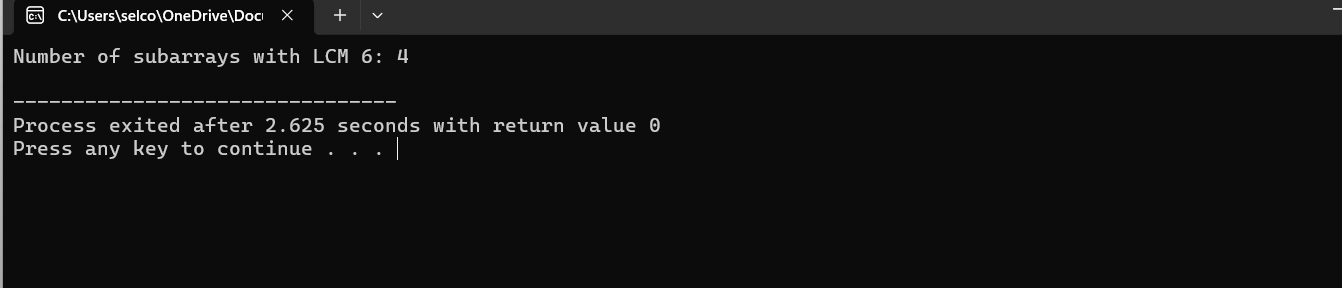 C:\Users\selco\OneDrive\Doc
Number of subarrays with LCM 6: 4
--------------------------------
Process exited after 2.625 seconds with return value 0
Press any key to continue . . .